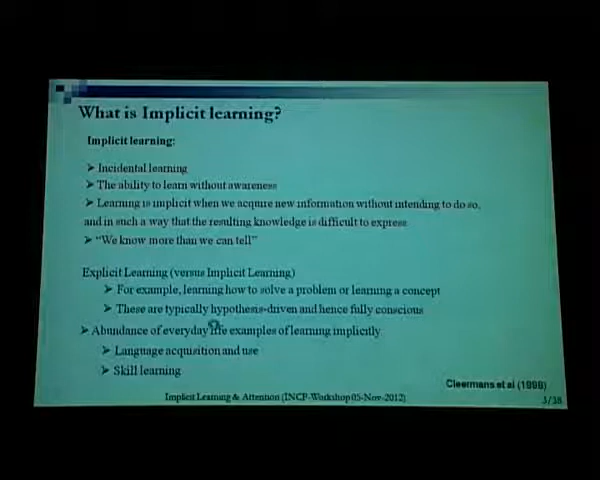 What is Implicit learning?
Implicit learning:
➢ Incidental learning
➢ The ability to learn without awareness
➢ Learning is implicit when we acquire new information without intending to do so,
and in such a way that the resulting knowledge is difficult to express
➢ “We know more than we can tell”
Explicit Learning (versus Implicit Learning)
➢ For example, learning how to solve a problem or learning a concept
➢ These are typically hypothesis-driven and hence fully conscious
➢ Abundance of everyday life examples of learning implicitly
➢ Language acquisition and use
➢ Skill learning
Cleermans et al (1998)
Implicit Learning & Attention (INCP-Workshop 05-Nov-2012)
3/38